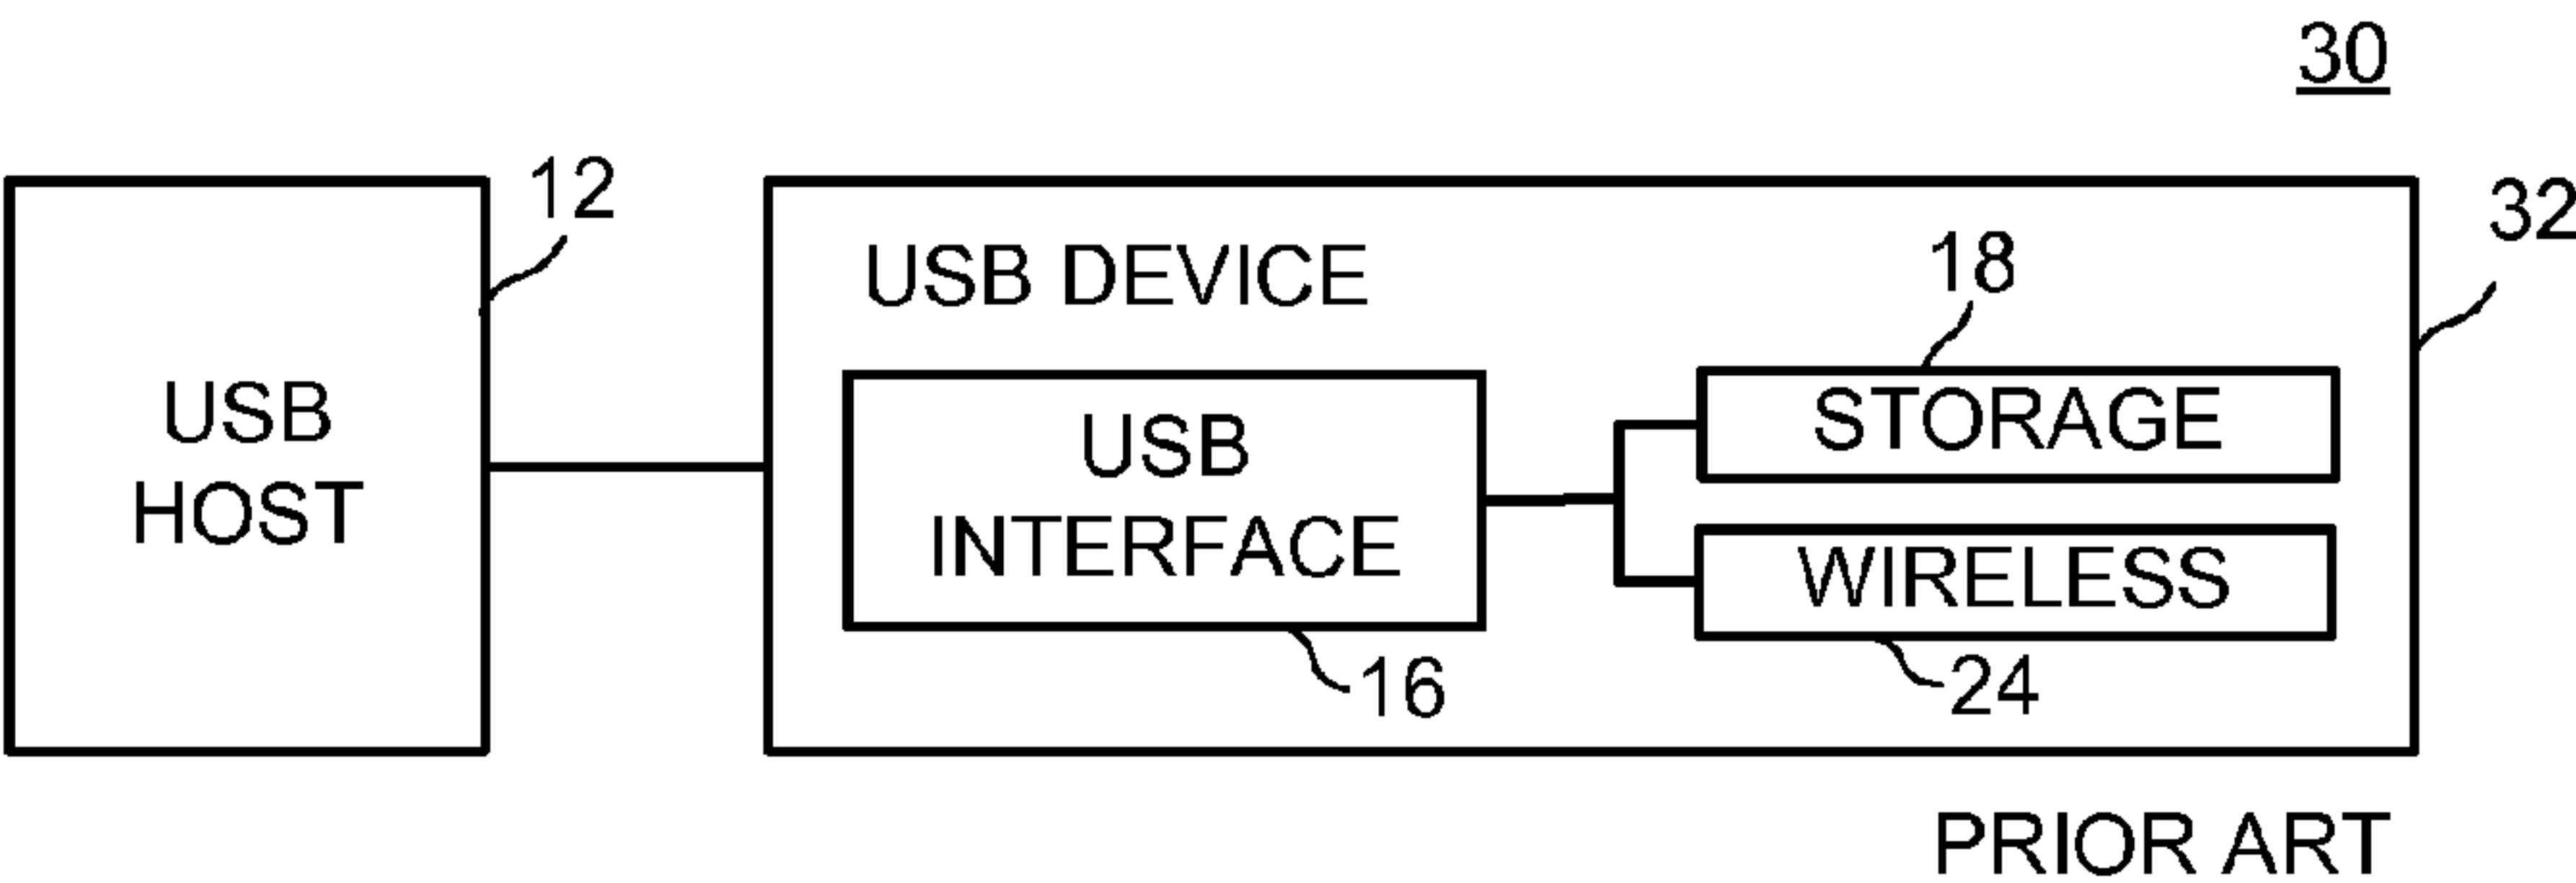 30
12
32
USB DEVICE
18
USB
HOST
USB
INTERFACE
STORAGE
WIRELESS
16
24
PRIOR ART